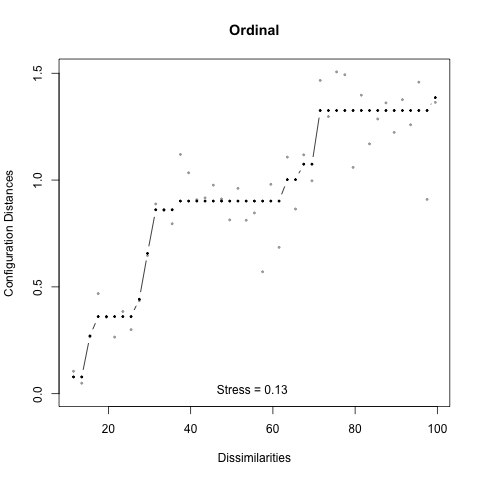 Ordinal
Configuration Distances
1.5
1.0
0.5
0.0
Stress = 0.13
20 40 60 80 100
Dissimilarities